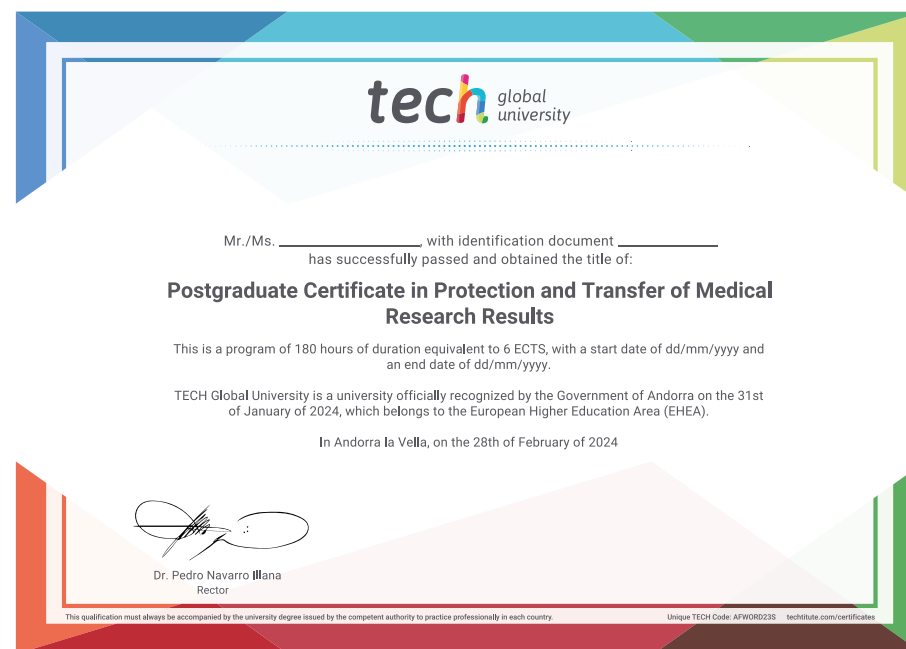 tech global
university
Mr./Ms. ____________, with identification document ____________
has successfully passed and obtained the title of:
Postgraduate Certificate in Protection and Transfer of Medical
Research Results
This is a program of 180 hours of duration equivalent to 6 ECTS, with a start date of dd/mm/yyyy and
an end date of dd/mm/yyyy.
TECH Global University is a university officially recognized by the Government of Andorra on the 31st
of January of 2024, which belongs to the European Higher Education Area (EHEA).
In Andorra la Vella, on the 28th of February of 2024
Dr. Pedro Navarro Illana
Rector
This qualification must always be accompanied by the university degree issued by the competent authority to practice professionally in each country.
Unique TECH Code: AFWORD23S techtitute.com/certificates